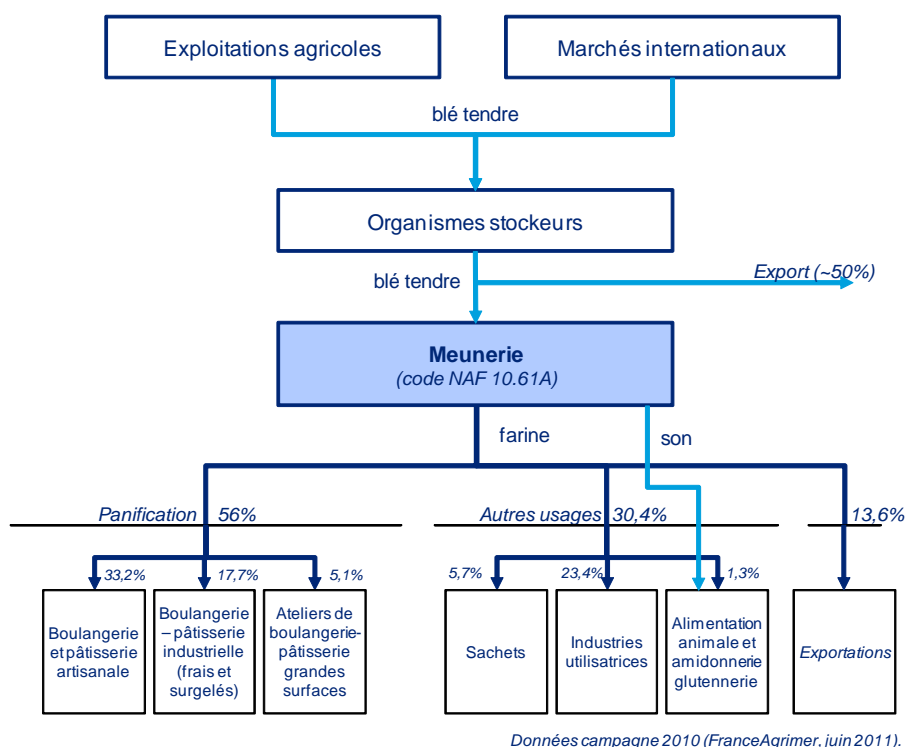 Exploitations agricoles
Marchés internationaux
blé tendre
Organismes stockeurs
blé tendre
Export (~50%)
Meunerie
(code NAF 10.61A)
farine
son
Panification 56%
Autres usages 30,4%
13,6%
33,2%
17,7%
5,1%
5,7%
23,4%
1,3%
Boulangerie
et pâtisserie
artisanale
Boulangerie
– pâtisserie
industrielle
(frais et
surgelés)
Ateliers de
boulangerie-
pâtisserie
grandes
surfaces
Sachets
Industries
utilisatrices
Alimentation
animale et
amidonnerie
glutennerie
Exportations
Données campagne 2010 (FranceAgrimer, juin 2011).